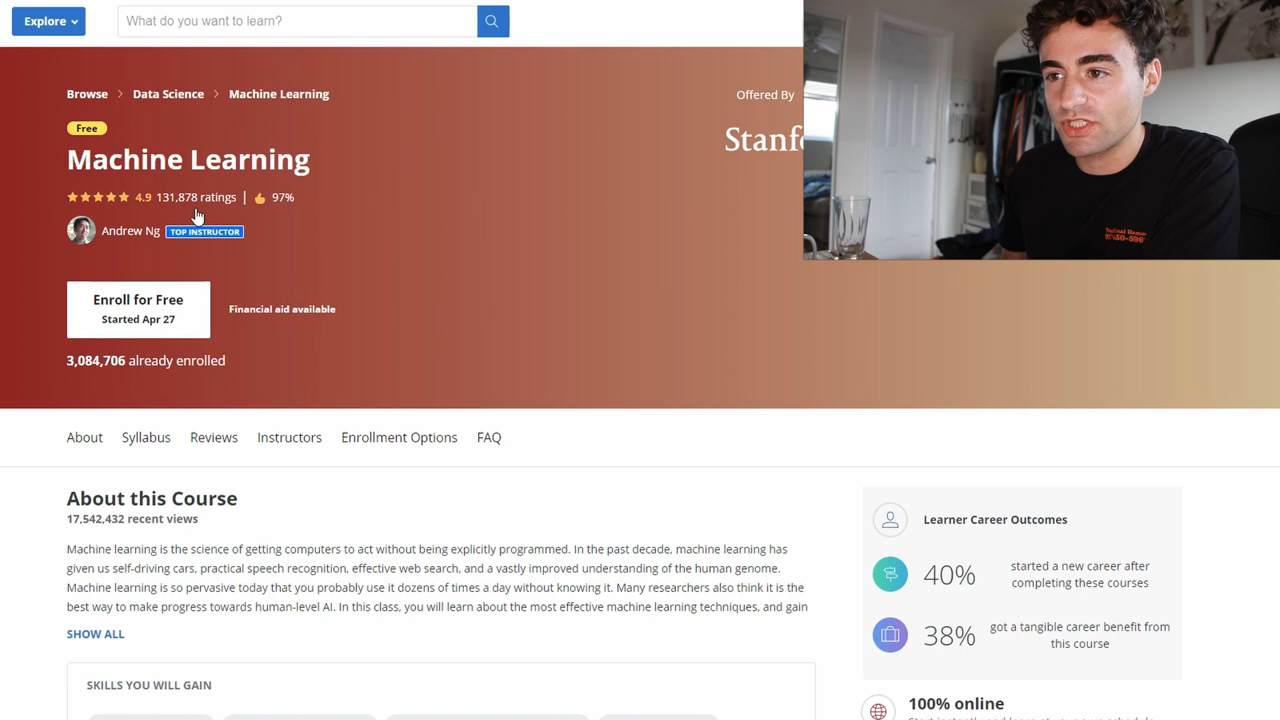 Explore
What do you want to learn?
Browse > Data Science > Machine Learning
Offered By
Free
Machine Learning
4.9 131,878 ratings | 97%
Andrew Ng TOP INSTRUCTOR
Enroll for Free
Started Apr 27
Financial aid available
3,084,706 already enrolled
About Syllabus Reviews Instructors Enrollment Options FAQ
About this Course
17,542,432 recent views
Machine learning is the science of getting computers to act without being explicitly programmed. In the past decade, machine learning has
given us self-driving cars, practical speech recognition, effective web search, and a vastly improved understanding of the human genome.
Machine learning is so pervasive today that you probably use it dozens of times a day without knowing it. Many researchers also think it is the
best way to make progress towards human-level AI. In this class, you will learn about the most effective machine learning techniques, and gain
SHOW ALL
SKILLS YOU WILL GAIN
Learner Career Outcomes
40%
started a new career after
completing these courses
38%
got a tangible career benefit from
this course
100% online